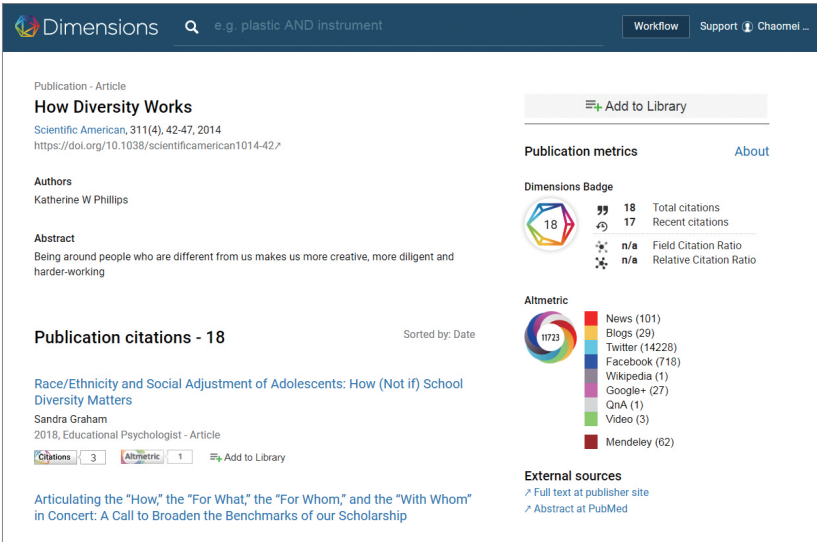 Dimensions
e.g. plastic AND instrument
Workflow
Support
Chaomei ...
Publication - Article
How Diversity Works
Scientific American, 311(4), 42-47, 2014
https://doi.org/10.1038/scientificamerican1014-42↗
Authors
Katherine W Phillips
Abstract
Being around people who are different from us makes us more creative, more diligent and
harder-working
Publication citations - 18
Sorted by: Date
Race/Ethnicity and Social Adjustment of Adolescents: How (Not if) School
Diversity Matters
Sandra Graham
2018, Educational Psychologist - Article
Citations 3
Altmetric 1
Add to Library
Articulating the “How,” the “For What,” the “For Whom,” and the “With Whom”
in Concert: A Call to Broaden the Benchmarks of our Scholarship
Add to Library
Publication metrics
About
Dimensions Badge
18
18 Total citations
17 Recent citations
n/a Field Citation Ratio
n/a Relative Citation Ratio
Altmetric
11723
News (101)
Blogs (29)
Twitter (14228)
Facebook (718)
Wikipedia (1)
Google+ (27)
QnA (1)
Video (3)
Mendeley (62)
External sources
↗ Full text at publisher site
↗ Abstract at PubMed